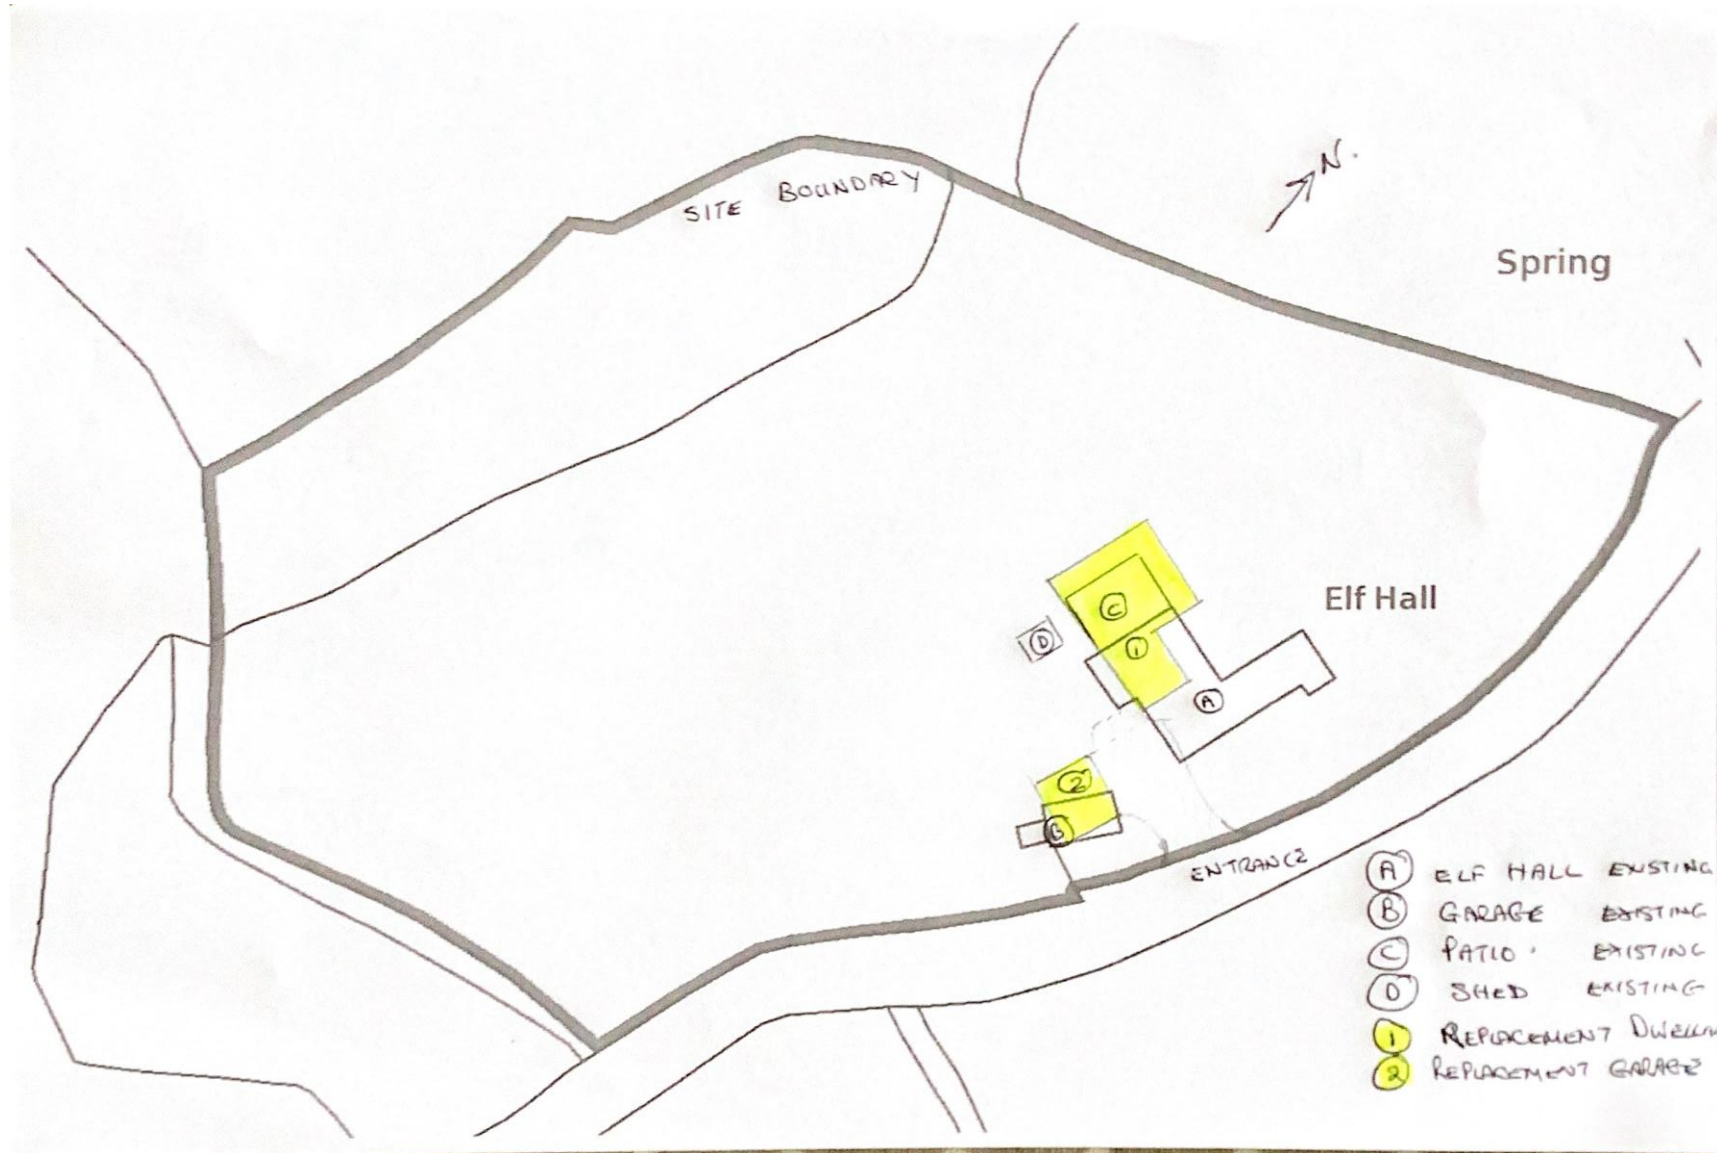 SITE BOUNDARY
N.
Spring
Elf Hall
C
D
1
A
2
B
ENTRANCE
A ELF HALL EXISTING
B GARAGE EXISTING
C PATIO. EXISTING
D SHED EXISTING
1 REPLACEMENT
2 REPLACEMENT GARAGE